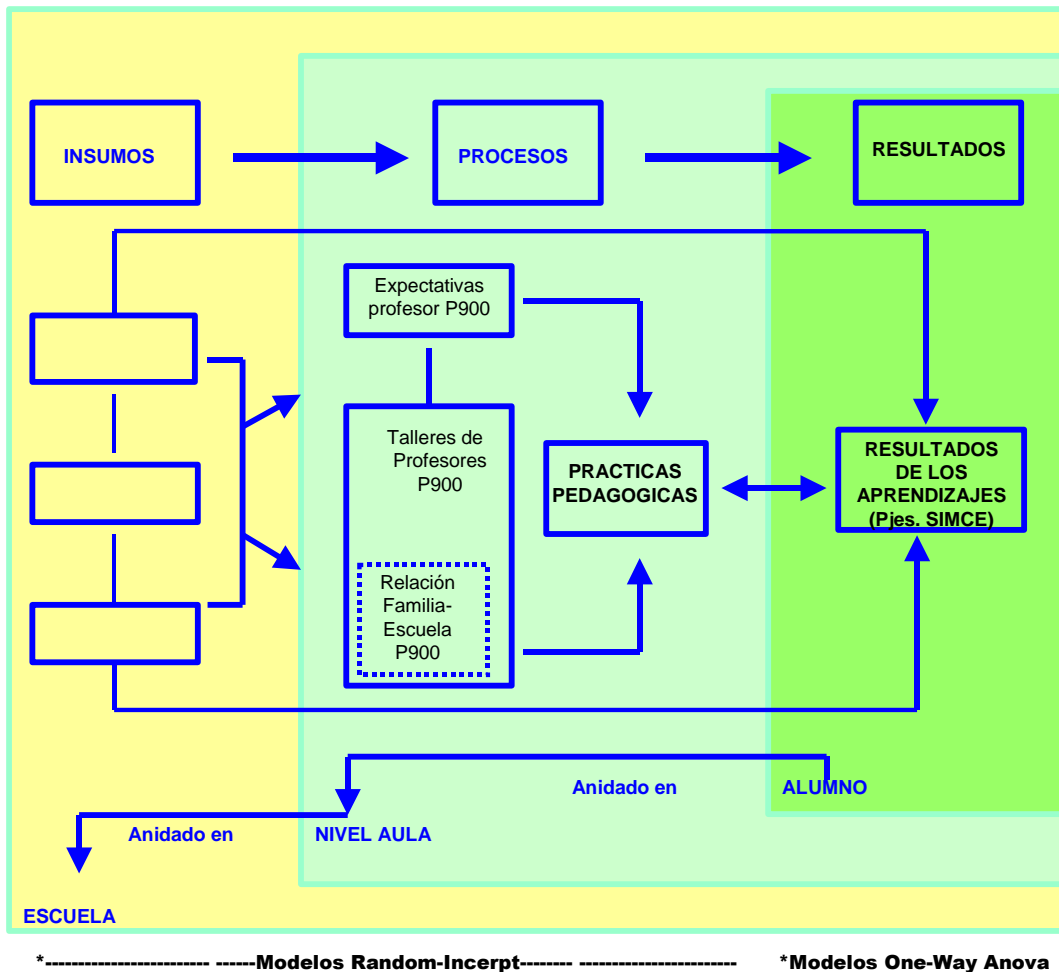 INSUMOS
PROCESOS
RESULTADOS
Expectativas
profesor P900
Talleres de
Profesores
P900
Relación
Familia-
Escuela
P900
PRACTICAS
PEDAGOGICAS
RESULTADOS
DE LOS
APRENDIZAJES
(Pjes. SIMCE)
Anidado en
ALUMNO
Anidado en
NIVEL AULA
ESCUELA
*------------------------- ------Modelos Random-Incerpt-------- ------------------------ *Modelos One-Way Anova